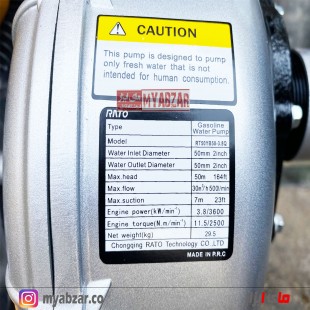 CAUTION
This pump is designed to pump
only fresh water that is not
intended for human consumption.
MYABZAR
RATO
Type Gasoline Water Pump
Water Inlet Diameter 50mm 2inch
Water Outlet Diameter 50mm 2inch
Max.head 50m 164ft
Max.flow 30m³/h 500l/min
Max.suction 7m 23ft
Engine power(kW/r/min⁻¹) 3.8/3600
Engine torque(N.m/r/min⁻¹) 11.5/2500
Net weight(kg) 29.5
Chongqing RATO Technology CO.,LTD
MADE IN P.R.C
myabzar.co
myabzar.com